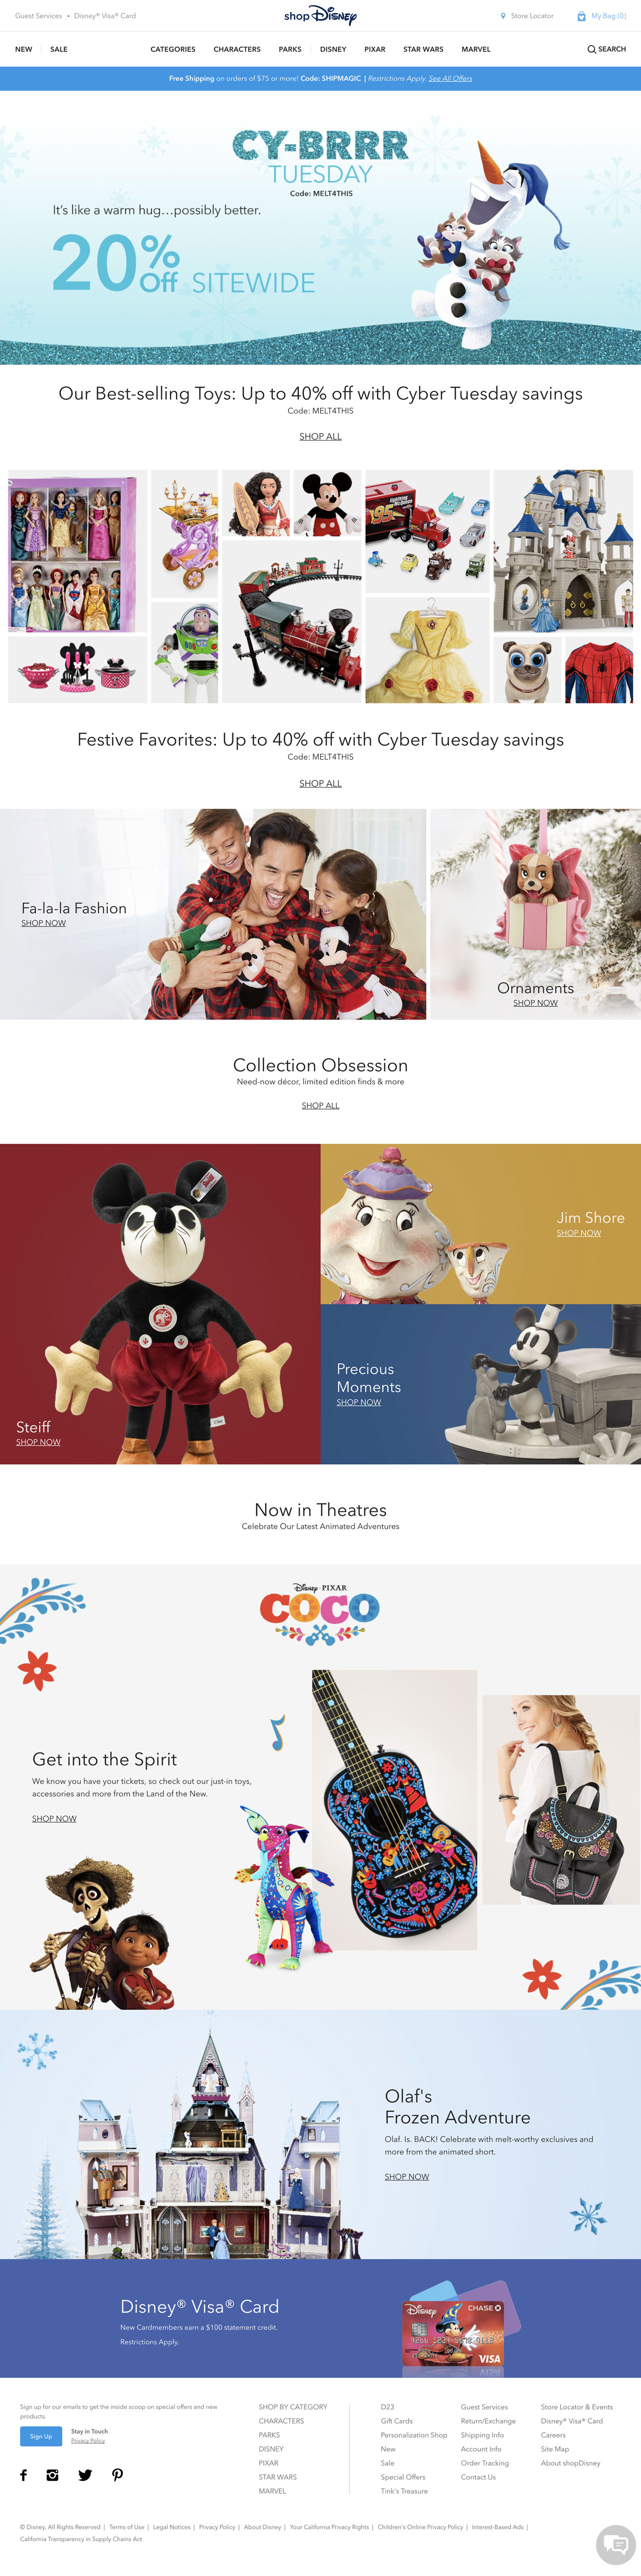 Guest Services • Disney® Visa® Card
shop Disney
Store Locator
My Bag (0)
NEW
SALE
CATEGORIES
CHARACTERS
PARKS
DISNEY
PIXAR
STAR WARS
MARVEL
SEARCH
Free Shipping on orders of $75 or more! Code: SHIPMAGIC | Restrictions Apply. See All Offers
CY-BRRR
TUESDAY
Code: MELT4THIS
It's like a warm hug...possibly better.
20% Off SITEWIDE
Our Best-selling Toys: Up to 40% off with Cyber Tuesday savings
Code: MELT4THIS
SHOP ALL
95
Festive Favorites: Up to 40% off with Cyber Tuesday savings
Code: MELT4THIS
SHOP ALL
Fa-la-la Fashion
SHOP NOW
Ornaments
SHOP NOW
Collection Obsession
Need-now décor, limited edition finds & more
SHOP ALL
Jim Shore
SHOP NOW
Precious
Moments
SHOP NOW
Steiff
SHOP NOW
Now in Theatres
Celebrate Our Latest Animated Adventures
Disney • PIXAR
COCO
Get into the Spirit
We know you have your tickets, so check out our just-in toys,
accessories and more from the Land of the New.
SHOP NOW
Olaf's
Frozen Adventure
Olaf. Is. BACK! Celebrate with melt-worthy exclusives and
more from the animated short.
SHOP NOW
Disney® Visa® Card
New Cardmembers earn a $100 statement credit.
Restrictions Apply.
Disney
CHASE
VISA
Sign up for our emails to get the inside scoop on special offers and new
products.
Sign Up
Stay in Touch
Privacy Policy
SHOP BY CATEGORY
CHARACTERS
PARKS
DISNEY
PIXAR
STAR WARS
MARVEL
D23
Gift Cards
Personalization Shop
New
Sale
Special Offers
Tink's Treasure
Guest Services
Return/Exchange
Shipping Info
Account Info
Order Tracking
Contact Us
Store Locator & Events
Disney® Visa® Card
Careers
Site Map
About shopDisney
© Disney, All Rights Reserved | Terms of Use | Legal Notices | Privacy Policy | About Disney | Your California Privacy Rights | Children's Online Privacy Policy | Interest-Based Ads |
California Transparency in Supply Chains Act